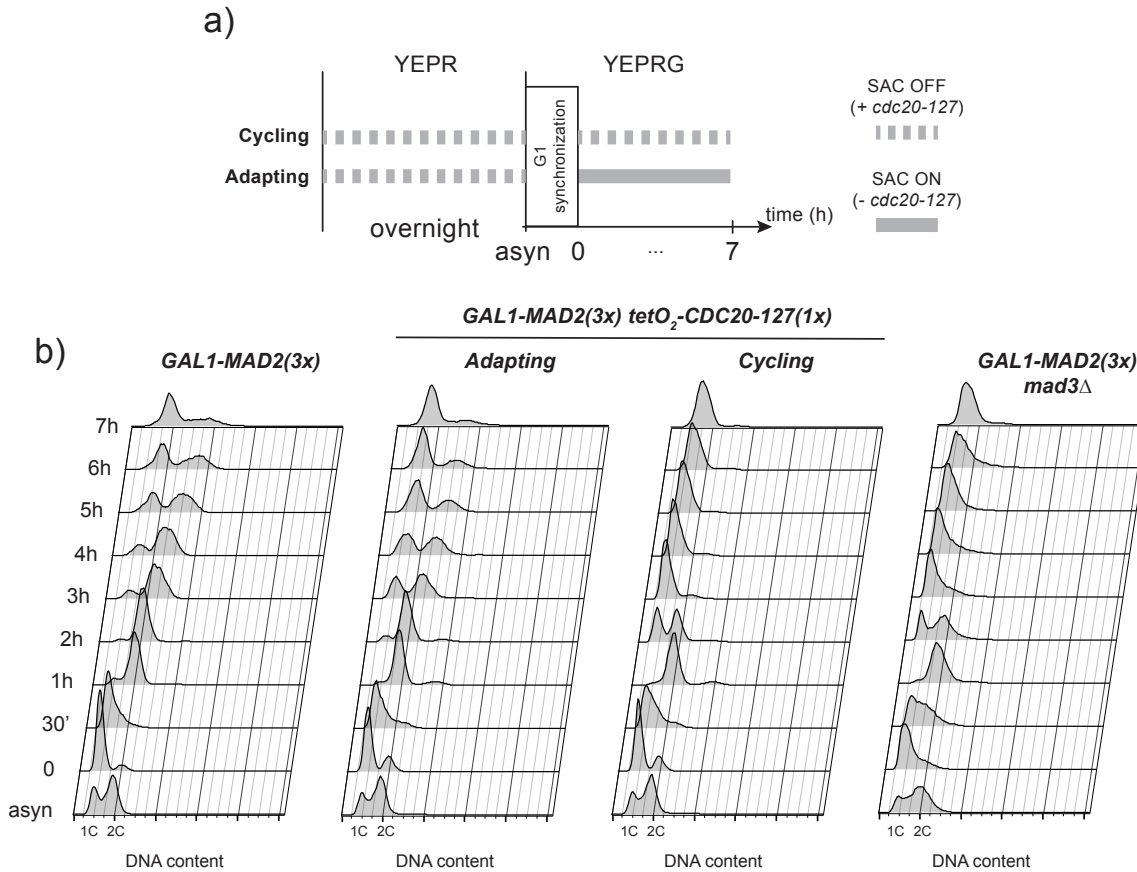 a)
YEPR
YEPRG
SAC OFF
(+ cdc20-127)
Cycling
Adapting
G1
synchronization
SAC ON
(- cdc20-127)
overnight
time (h)
asyn
0
...
7
b)
GAL1-MAD2(3x) tetO₂-CDC20-127(1x)
GAL1-MAD2(3x)
Adapting
Cycling
GAL1-MAD2(3x)
mad3Δ
7h
6h
5h
4h
3h
2h
1h
30'
0
asyn
1C 2C
1C 2C
1C 2C
1C 2C
DNA content
DNA content
DNA content
DNA content